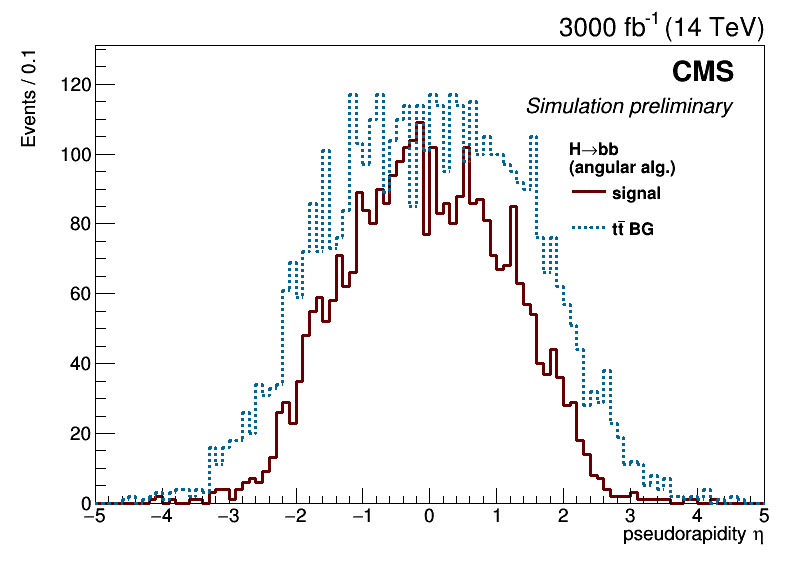 3000 fb⁻¹ (14 TeV)
Events / 0.1
CMS
Simulation preliminary
H→bb
(angular alg.)
signal
tt̄ BG
120
100
80
60
40
20
0
−5 −4 −3 −2 −1 0 1 2 3 4 5
pseudorapidity η